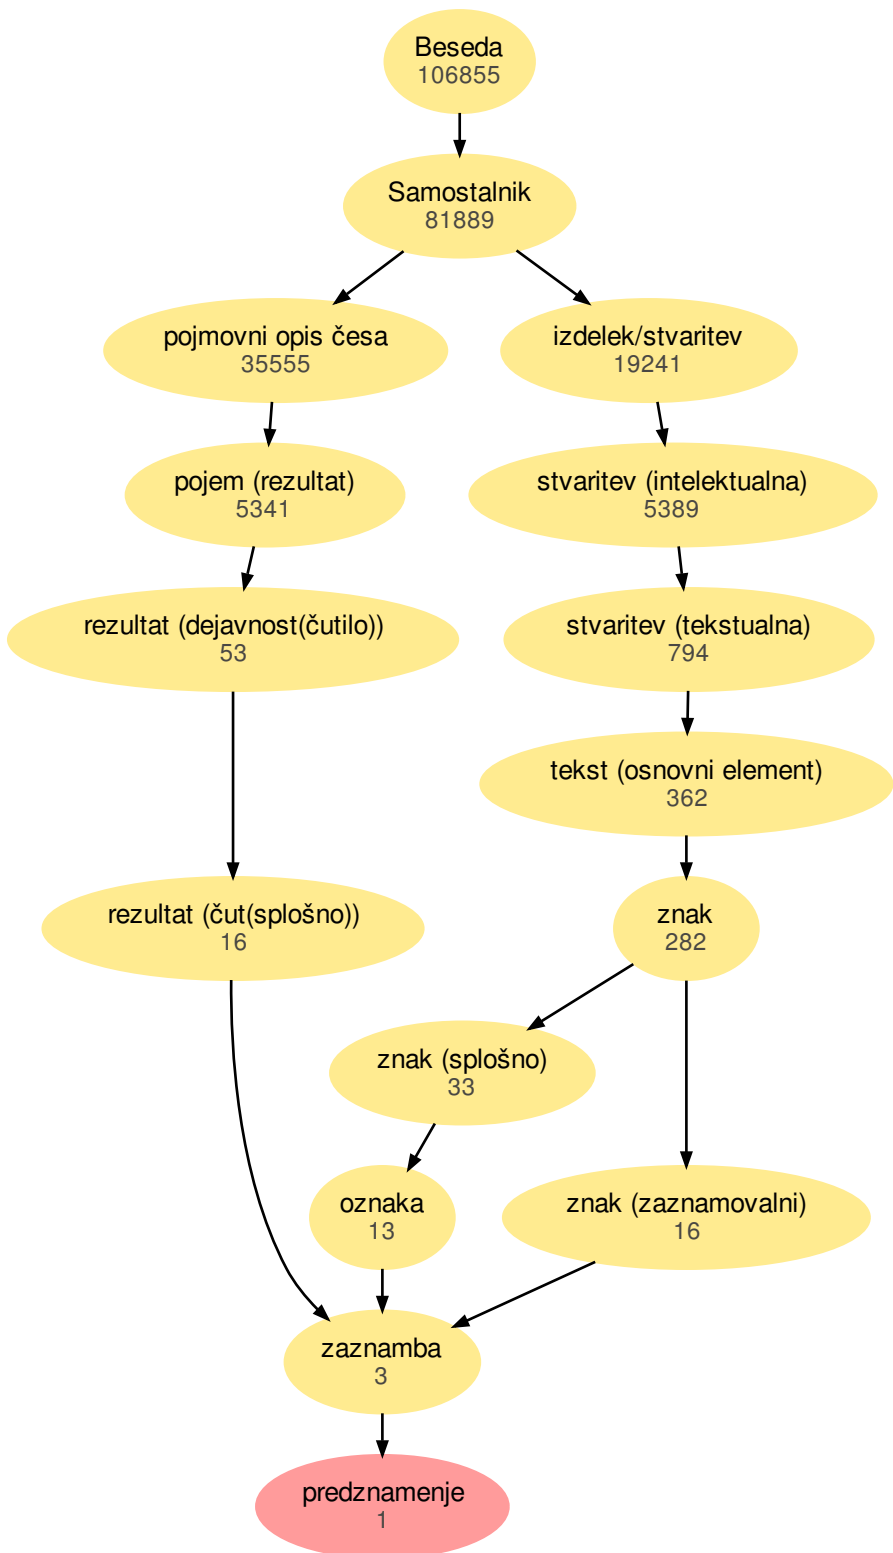 Beseda
106855
Samostalnik
81889
pojmovni opis česa
35555
izdelek/stvaritev
19241
pojem (rezultat)
5341
stvaritev (intelektualna)
5389
rezultat (dejavnost(čutilo))
53
stvaritev (tekstualna)
794
tekst (osnovni element)
362
rezultat (čut(splošno))
16
znak
282
znak (splošno)
33
oznaka
13
znak (zaznamovalni)
16
zaznamba
3
predznamenje
1